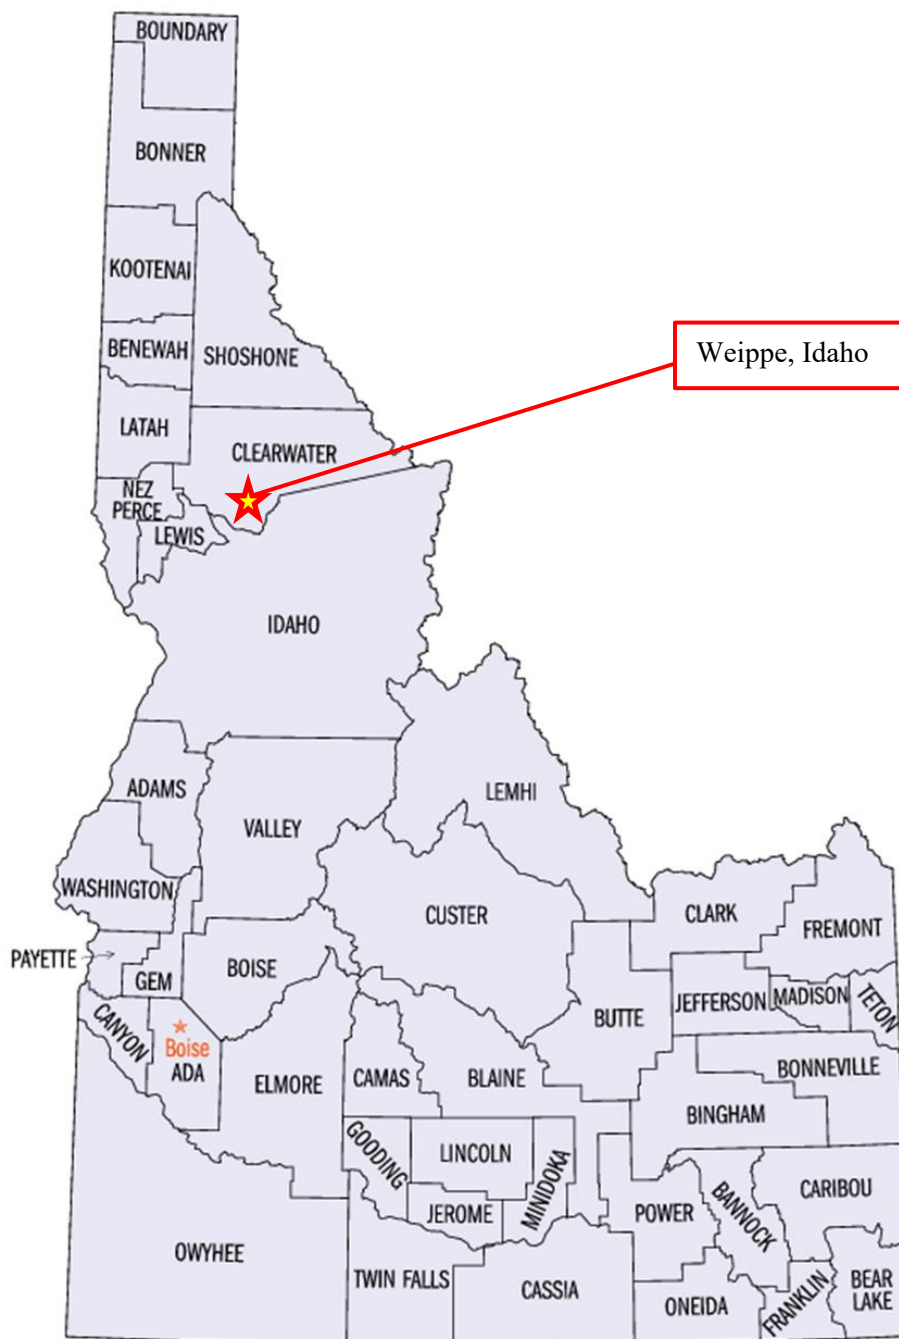 BOUNDARY
BONNER
KOOTENAI
BENEWAH
SHOSHONE
Weippe, Idaho
LATAH
CLEARWATER
NEZ
PERCE
LEWIS
IDAHO
ADAMS
LEMHI
VALLEY
WASHINGTON
CUSTER
CLARK
FREMONT
PAYETTE
GEM
BOISE
BUTTE
JEFFERSON
MADISON
TETON
CANYON
Boise
ADA
ELMORE
CAMAS
BLAINE
BONNEVILLE
BINGHAM
GOODING
LINCOLN
MINIDOKA
JEROME
POWER
BANNOCK
CARIBOU
OWYHEE
TWIN FALLS
CASSIA
ONEIDA
FRANKLIN
BEAR
LAKE